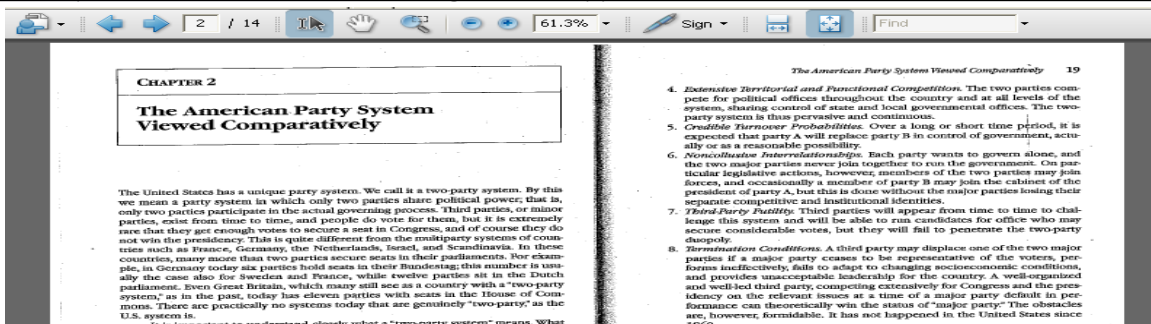 2 / 14
61.3%
Sign
Find
CHAPTER 2
The American Party System
Viewed Comparatively
The United States has a unique party system. We call it a two-party system. By this
we mean a party system in which only two parties share political power; that is,
only two parties participate in the actual governing process. Third parties, or minor
parties, exist from time to time, and people do vote for them, but it is extremely
rare that they get enough votes to secure a seat in Congress, and of course they do
not win the presidency. This is quite different from the multiparty systems of coun-
tries such as France, Germany, the Netherlands, Israel, and Scandinavia. In these
countries, many more than two parties secure seats in their parliaments. For exam-
ple, in Germany today six parties hold seats in their Bundestag; this number is usu-
ally the case also for Sweden and France, while twelve parties sit in the Dutch
parliament. Even Great Britain, which many still see as a country with a "two-party
system," as in the past, today has eleven parties with seats in the House of Com-
mons. There are practically no systems today that are genuinely "two-party," as the
U.S. system is.
It is important to understand closely what a "two-party system" means. What
The American Party System Viewed Comparatively 19
4. Extensive Territorial and Functional Competition. The two parties com-
pete for political offices throughout the country and at all levels of the
system, sharing control of state and local governmental offices. The two-
party system is thus pervasive and continuous.
5. Credible Turnover Probabilities. Over a long or short time period, it is
expected that party A will replace party B in control of government, actu-
ally or as a reasonable possibility.
6. Noncollusive Interrelationships. Each party wants to govern alone, and
the two major parties never join together to run the government. On par-
ticular legislative actions, however, members of the two parties may join
forces, and occasionally a member of party B may join the cabinet of the
president of party A, but this is done without the major parties losing their
separate competitive and institutional identities.
7. Third-Party Futility. Third parties will appear from time to time to chal-
lenge this system and will be able to run candidates for office who may
secure considerable votes, but they will fail to penetrate the two-party
duopoly.
8. Termination Conditions. A third party may displace one of the two major
parties if a major party ceases to be representative of the voters, per-
forms ineffectively, fails to adapt to changing socioeconomic conditions,
and provides unacceptable leadership for the country. A well-organized
and well-led third party, competing extensively for Congress and the pres-
idency on the relevant issues at a time of a major party default in per-
formance can theoretically win the status of "major party." The obstacles
are, however, formidable. It has not happened in the United States since